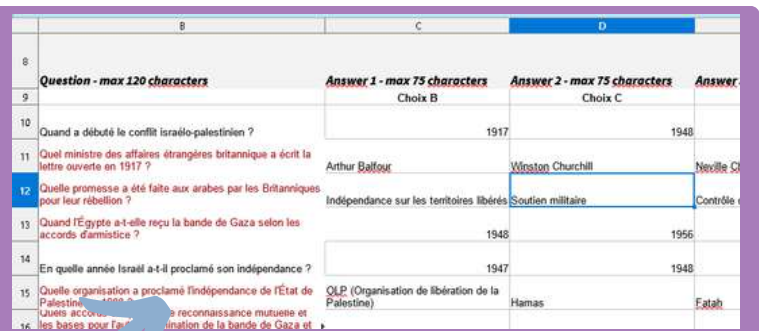 B C D
8
Question - max 120 characters Answer 1 - max 75 characters Answer 2 - max 75 characters Answer
9 Choix B Choix C
10 Quand a débuté le conflit israélo-palestinien ? 1917 1948
11 Quel ministre des affaires étrangères britannique a écrit la
lettre ouverte en 1917 ? Arthur Balfour Winston Churchill Neville
12 Quelle promesse a été faite aux arabes par les Britanniques
pour leur rébellion ? Indépendance sur les territoires libérés Soutien militaire Contrôle
13 Quand l'Égypte a-t-elle reçu la bande de Gaza selon les
accords d'armistice ? 1948 1956
14 En quelle année Israël a-t-il proclamé son indépendance ? 1947 1948
15 Quelle organisation a proclamé l'indépendance de l'État de OLP (Organisation de libération de la
Palestine Palestine) Hamas Fatah
Quels reconnaissance mutuelle et
16 les bases pour de la bande de Gaza et